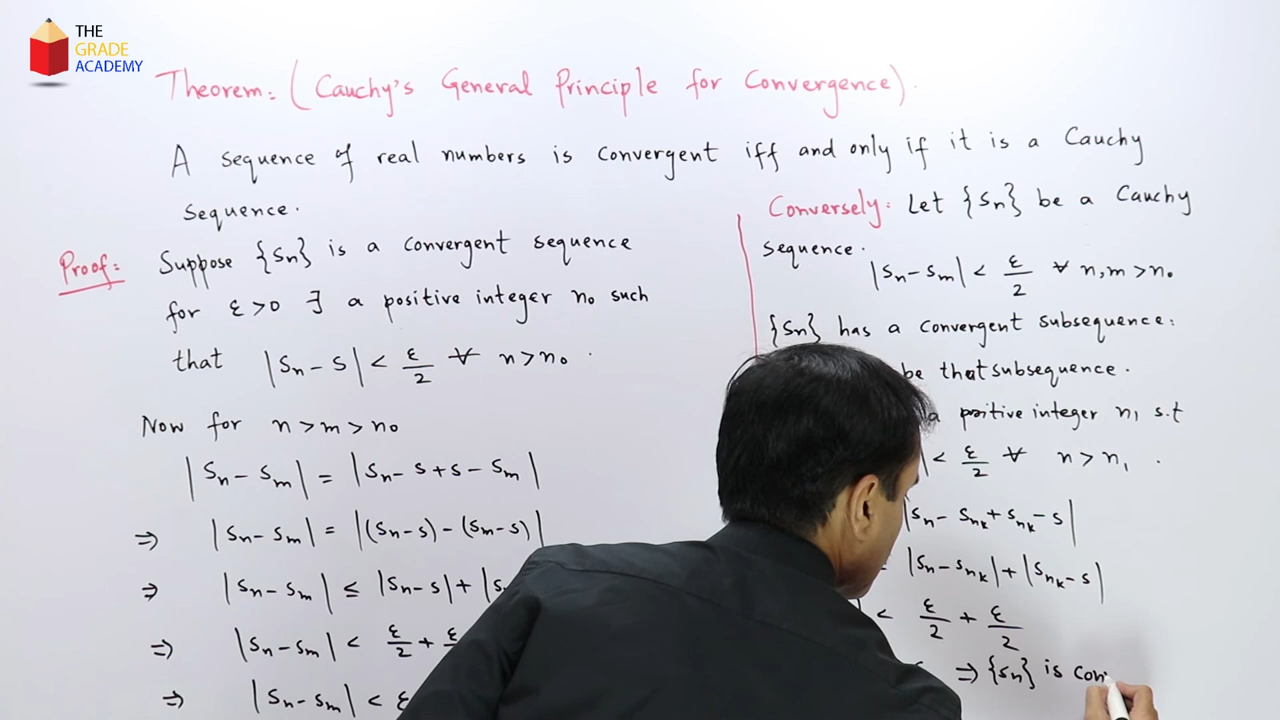 THE
GRADE
ACADEMY
Theorem: (Cauchy's General Principle for Convergence).
A sequence of real numbers is convergent iff and only if it is a Cauchy
sequence.
Proof: Suppose {Sn} is a convergent sequence
for ε > 0 ∃ a positive integer n₀ such
that |Sn - S| < ε/2 ∀ n > n₀ .
Now for n > m > n₀
|Sn - Sm| = |Sn - S + S - Sm|
⇒ |Sn - Sm| = |(Sn - S) - (Sm - S)|
⇒ |Sn - Sm| ≤ |Sn - S| + |S
⇒ |Sn - Sm| < ε/2 + ε
⇒ |Sn - Sm| < ε
Conversely: Let {Sn} be a Cauchy
sequence.
|Sn - Sm| < ε/2 ∀ n, m > n₀
{Sn} has a convergent subsequence.
be that subsequence.
a positive integer n₁ s.t
| < ε/2 ∀ n > n₁ .
|Sn - Snk + Snk - S|
|Sn - Snk| + |Snk - S|
< ε/2 + ε/2
⇒ {Sn} is con